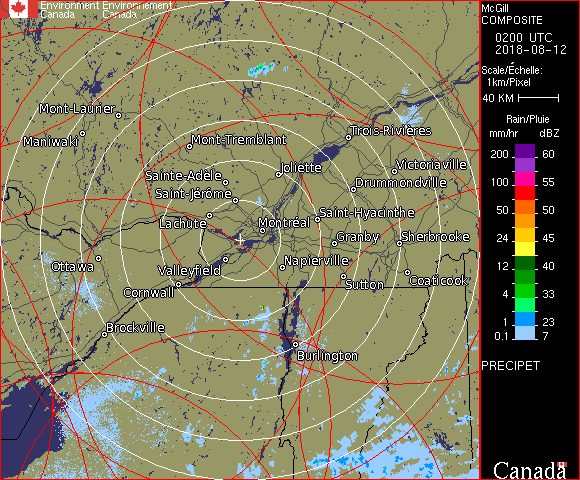 Environment Environnement
Canada Canada
McGill
COMPOSITE
0200 UTC
2018-08-12
Scale/Échelle:
1km/Pixel
40 KM
Rain/Pluie
mm/hr dBZ
200 60
100 55
50 50
24 45
12 40
4 33
1 23
0.1 7
PRECIPET
Canada
Mont-Laurier
Maniwaki
Mont-Tremblant
Trois-Rivières
Sainte-Adèle
Joliette
Victoriaville
Saint-Jérôme
Drummondville
Lachute
Montréal
Saint-Hyacinthe
Granby
Sherbrooke
Ottawa
Valleyfield
Napierville
Cornwall
Sutton
Coaticook
Brockville
Burlington